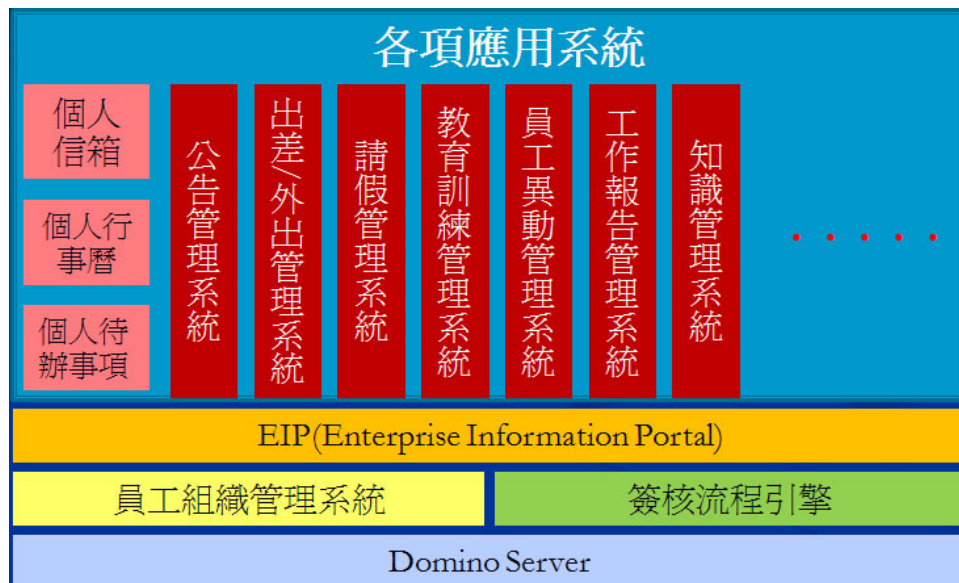 各項應用系統
個人
信箱
個人行
事曆
個人待
辦事項
公告管理系統
出差/外出管理系統
請假管理系統
教育訓練管理系統
員工異動管理系統
工作報告管理系統
知識管理系統
• • • • •
EIP(Enterprise Information Portal)
員工組織管理系統
簽核流程引擎
Domino Server